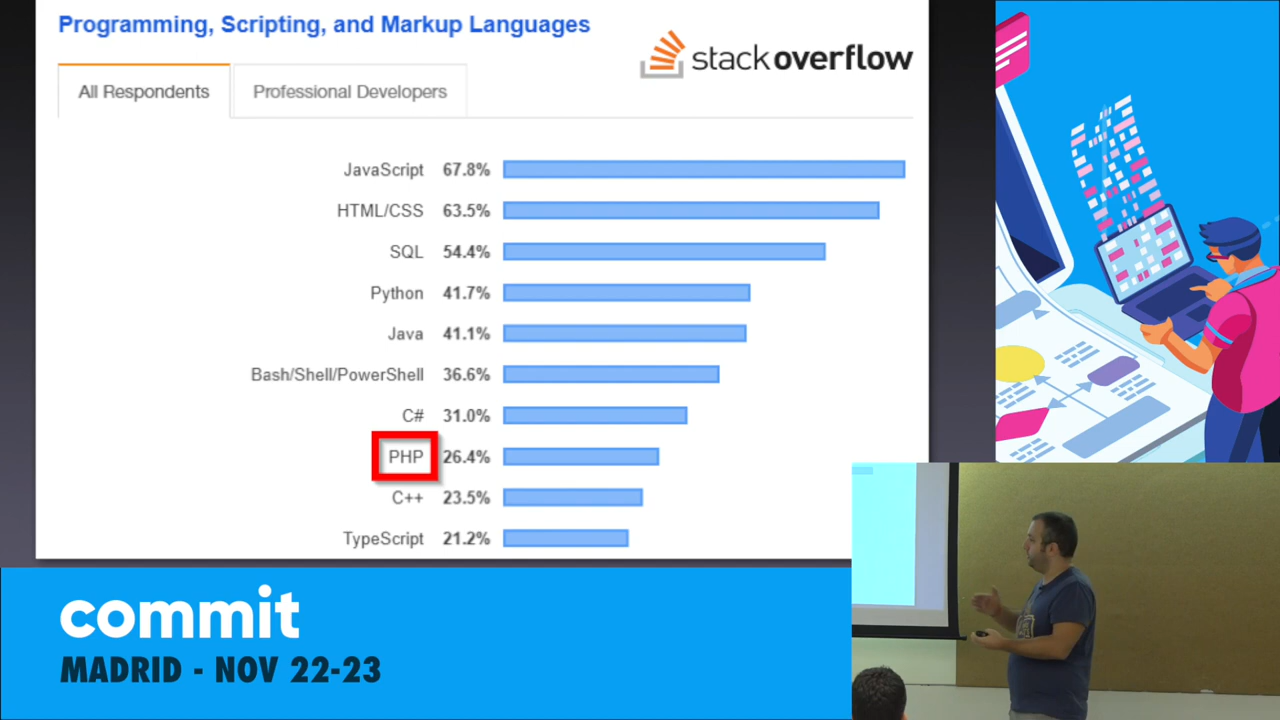 Programming, Scripting, and Markup Languages
stackoverflow
All Respondents
Professional Developers
JavaScript 67.8%
HTML/CSS 63.5%
SQL 54.4%
Python 41.7%
Java 41.1%
Bash/Shell/PowerShell 36.6%
C# 31.0%
PHP 26.4%
C++ 23.5%
TypeScript 21.2%
commit
MADRID - NOV 22-23